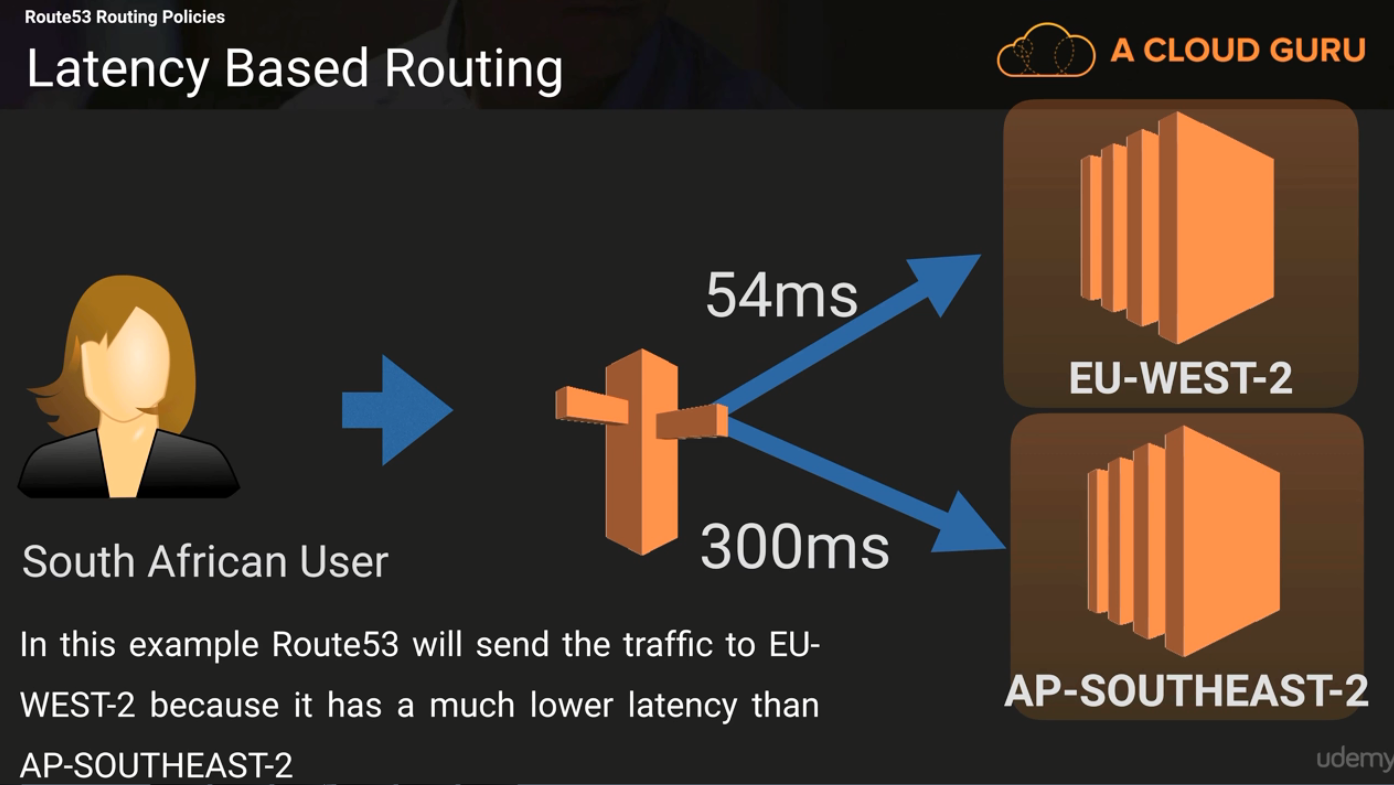 Route53 Routing Policies
Latency Based Routing
A CLOUD GURU
54ms
EU-WEST-2
300ms
South African User
In this example Route53 will send the traffic to EU-
WEST-2 because it has a much lower latency than
AP-SOUTHEAST-2
AP-SOUTHEAST-2
udemy